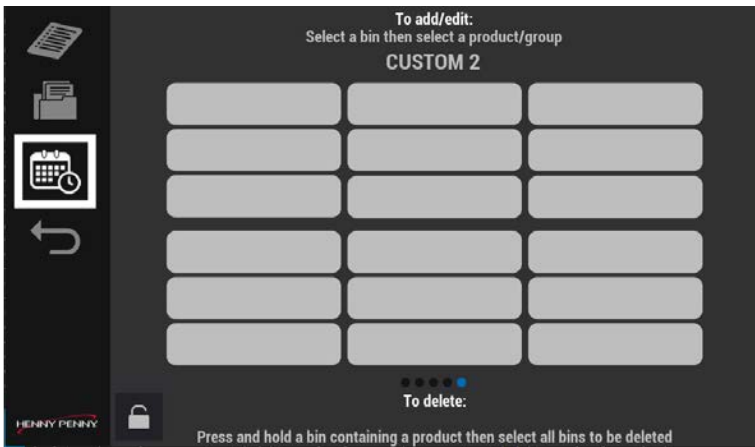 To add/edit:
Select a bin then select a product/group
CUSTOM 2
To delete:
Press and hold a bin containing a product then select all bins to be deleted
HENNY PENNY